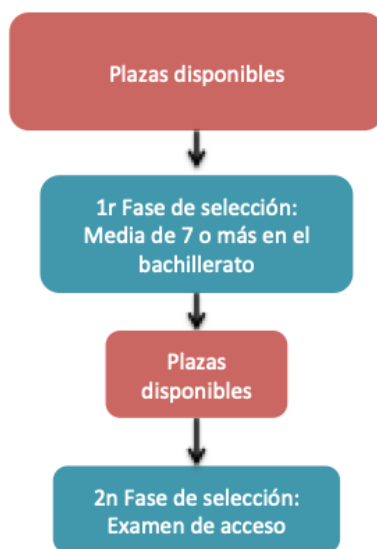 Plazas disponibles
1r Fase de selección:
Media de 7 o más en el
bachillerato
Plazas
disponibles
2n Fase de selección:
Examen de acceso